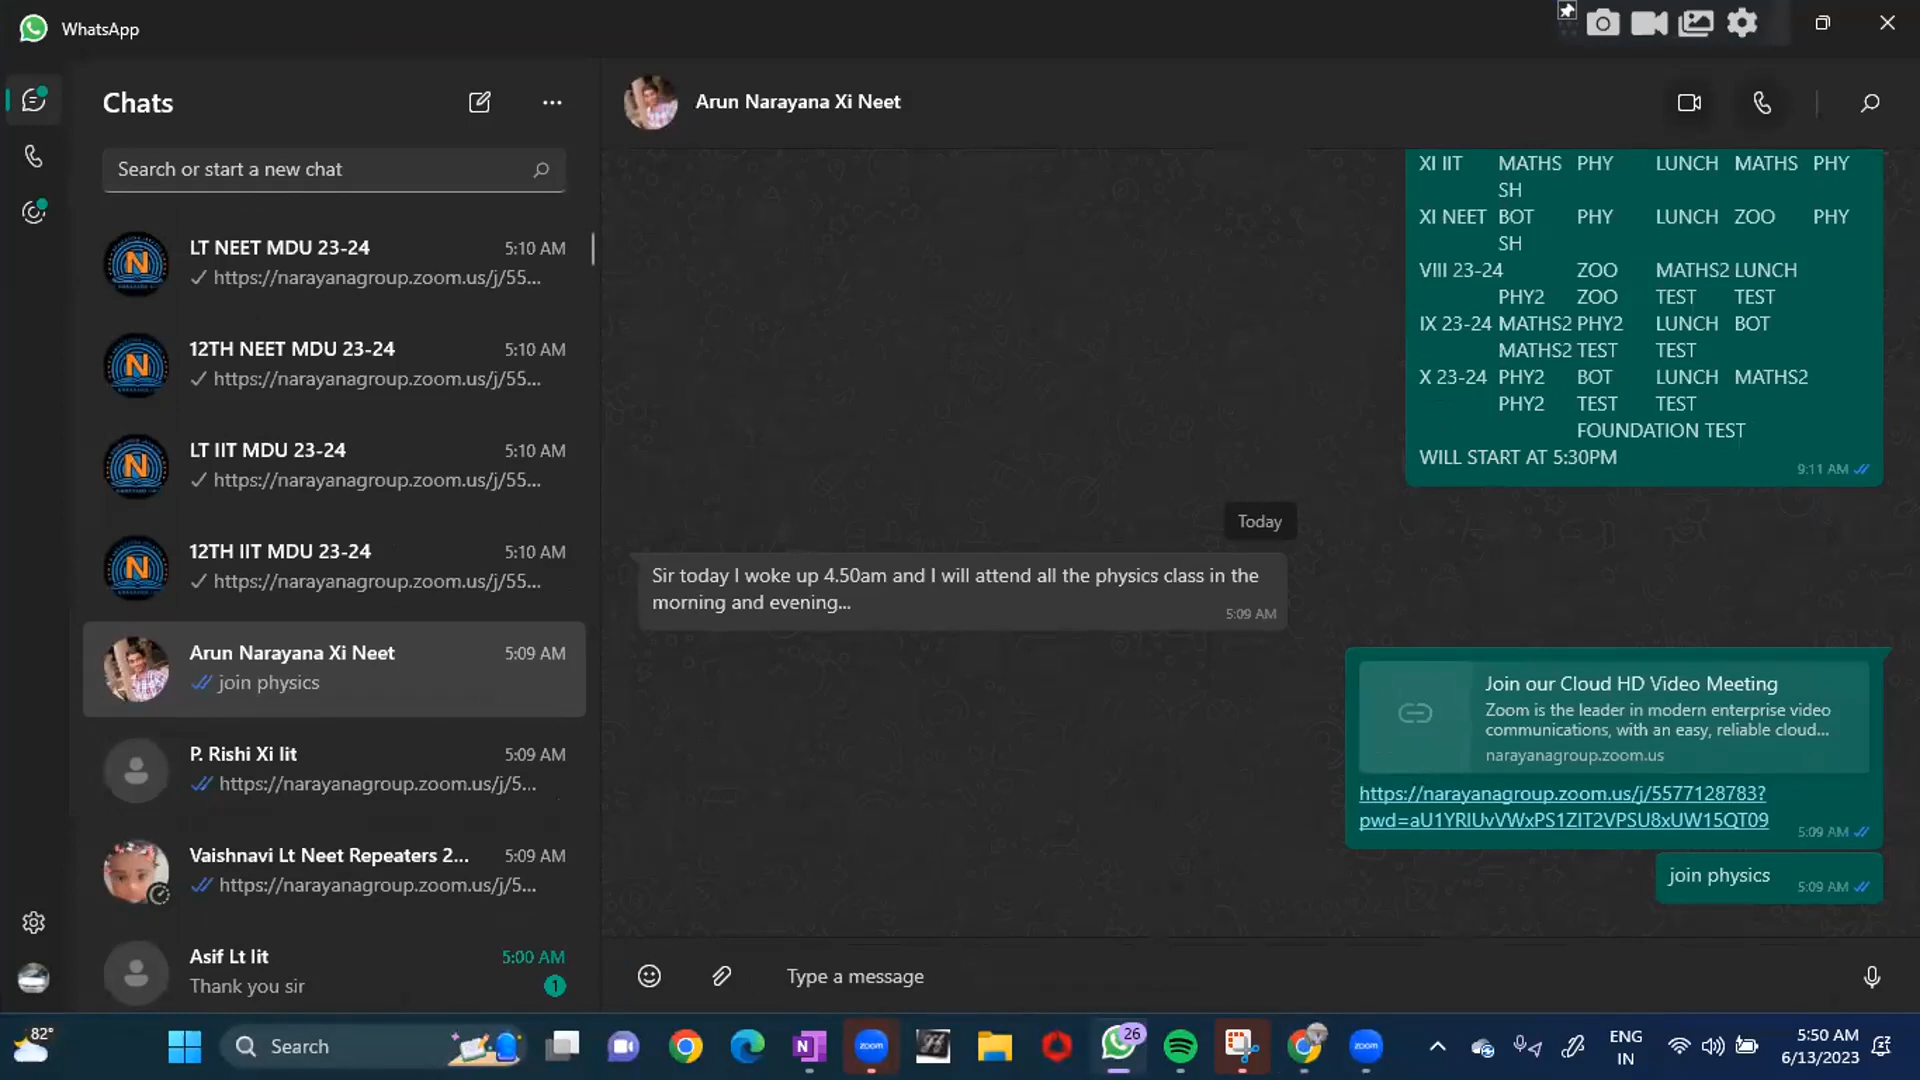 WhatsApp
Chats
Arun Narayana Xi Neet
Search or start a new chat
LT NEET MDU 23-24 5:10 AM
https://narayanagroup.zoom.us/j/55...
12TH NEET MDU 23-24 5:10 AM
https://narayanagroup.zoom.us/j/55...
LT IIT MDU 23-24 5:10 AM
https://narayanagroup.zoom.us/j/55...
12TH IIT MDU 23-24 5:10 AM
https://narayanagroup.zoom.us/j/55...
Arun Narayana Xi Neet 5:09 AM
join physics
P. Rishi Xi Iit 5:09 AM
https://narayanagroup.zoom.us/j/5...
Vaishnavi Lt Neet Repeaters 2... 5:09 AM
https://narayanagroup.zoom.us/j/5...
Asif Lt Iit 5:00 AM
Thank you sir 1
XI IIT MATHS PHY LUNCH MATHS PHY
SH
XI NEET BOT PHY LUNCH ZOO PHY
SH
VIII 23-24 ZOO MATHS2 LUNCH
PHY2 ZOO TEST TEST
IX 23-24 MATHS2 PHY2 LUNCH BOT
MATHS2 TEST TEST
X 23-24 PHY2 BOT LUNCH MATHS2
PHY2 TEST TEST
FOUNDATION TEST
WILL START AT 5:30PM
9:11 AM
Today
Sir today I woke up 4.50am and I will attend all the physics class in the
morning and evening...
5:09 AM
Join our Cloud HD Video Meeting
Zoom is the leader in modern enterprise video
communications, with an easy, reliable cloud...
narayanagroup.zoom.us
https://narayanagroup.zoom.us/j/5577128783?
pwd=aU1YRlUvVWxPS1ZIT2VPSU8xUW15QT09
5:09 AM
join physics
5:09 AM
Type a message
82°
Search
N
zoom
26
zoom
ENG
IN
5:50 AM
6/13/2023